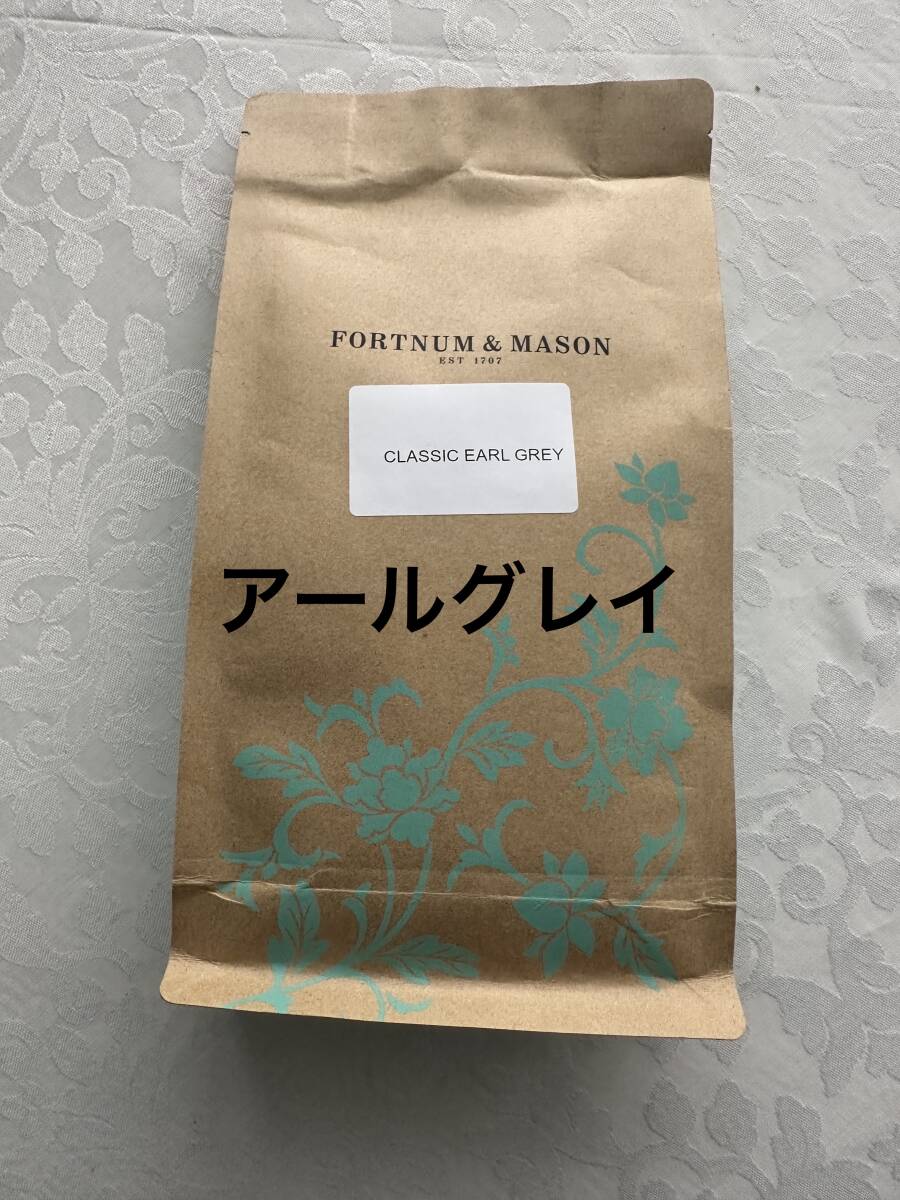 FORTNUM & MASON
EST 1707
CLASSIC EARL GREY
アールグレイ